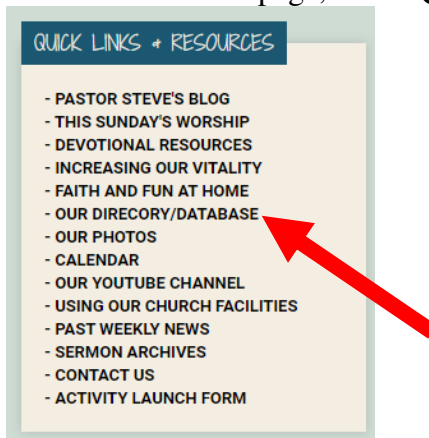 page,
QUICK LINKS & RESOURCES
- PASTOR STEVE'S BLOG
- THIS SUNDAY'S WORSHIP
- DEVOTIONAL RESOURCES
- INCREASING OUR VITALITY
- FAITH AND FUN AT HOME
- OUR DIRECORY/DATABASE
- OUR PHOTOS
- CALENDAR
- OUR YOUTUBE CHANNEL
- USING OUR CHURCH FACILITIES
- PAST WEEKLY NEWS
- SERMON ARCHIVES
- CONTACT US
- ACTIVITY LAUNCH FORM